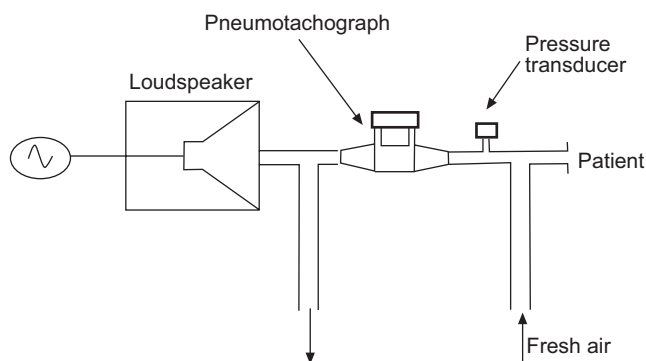 Pneumotachograph
Pressure
transducer
Loudspeaker
Patient
Fresh air